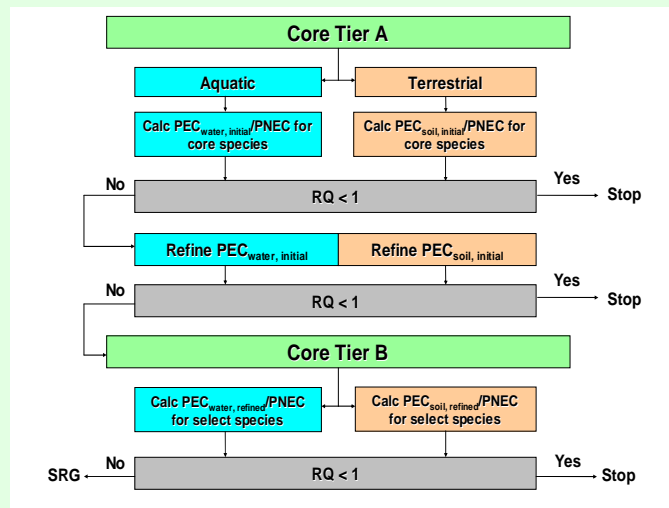 Core Tier A
Aquatic
Terrestrial
Calc PECwater, initial/PNEC for
core species
Calc PECsoil, initial/PNEC for
core species
No
RQ < 1
Yes
Stop
Refine PECwater, initial
Refine PECsoil, initial
No
RQ < 1
Yes
Stop
Core Tier B
Calc PECwater, refined/PNEC
for select species
Calc PECsoil, refined/PNEC
for select species
SRG
No
RQ < 1
Yes
Stop